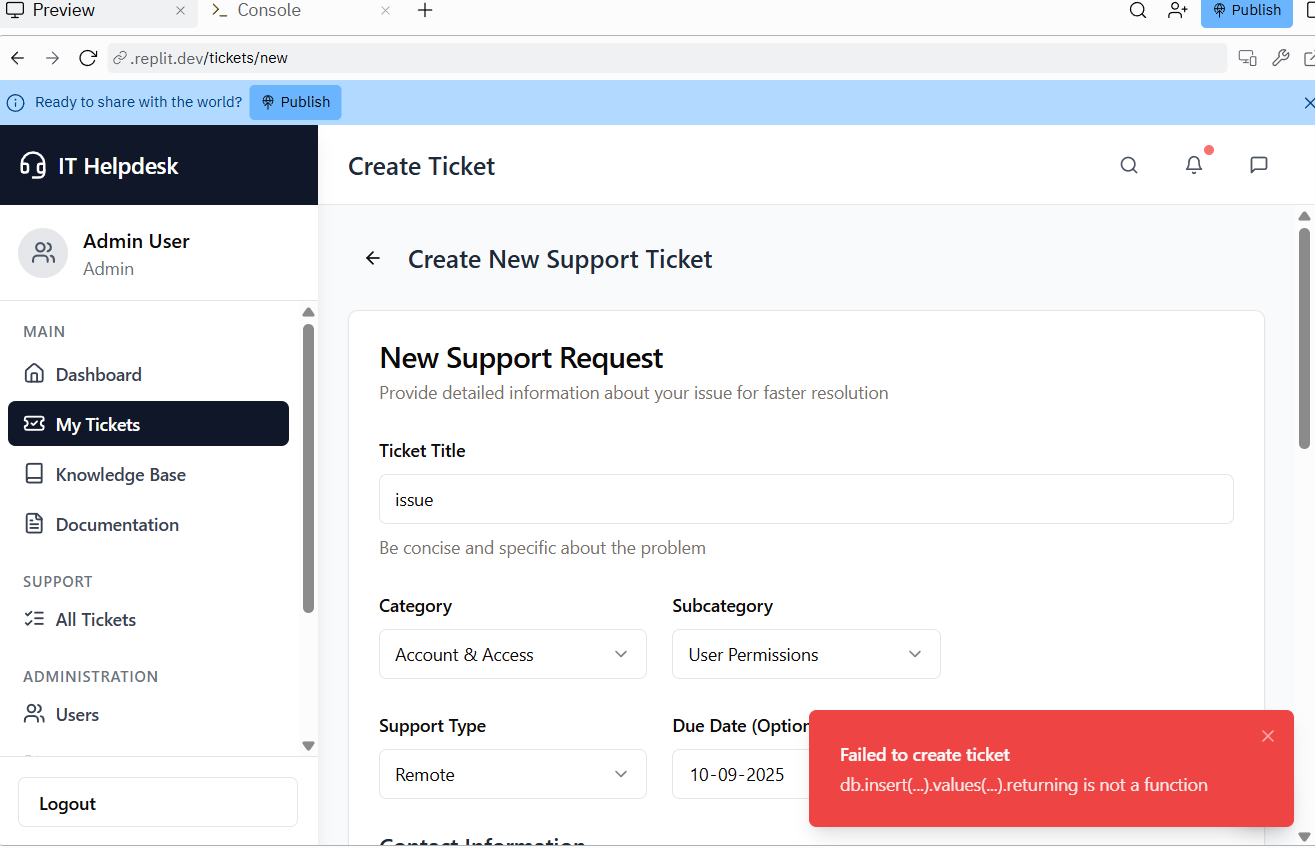 Preview
Console
Publish
.replit.dev/tickets/new
Ready to share with the world?
Publish
IT Helpdesk
Create Ticket
Admin User
Admin
Create New Support Ticket
MAIN
Dashboard
My Tickets
Knowledge Base
Documentation
SUPPORT
All Tickets
ADMINISTRATION
Users
Logout
New Support Request
Provide detailed information about your issue for faster resolution
Ticket Title
issue
Be concise and specific about the problem
Category
Subcategory
Account & Access
User Permissions
Support Type
Due Date (Option
Remote
10-09-2025
Failed to create ticket
db.insert(...).values(...).returning is not a function
Contact Information